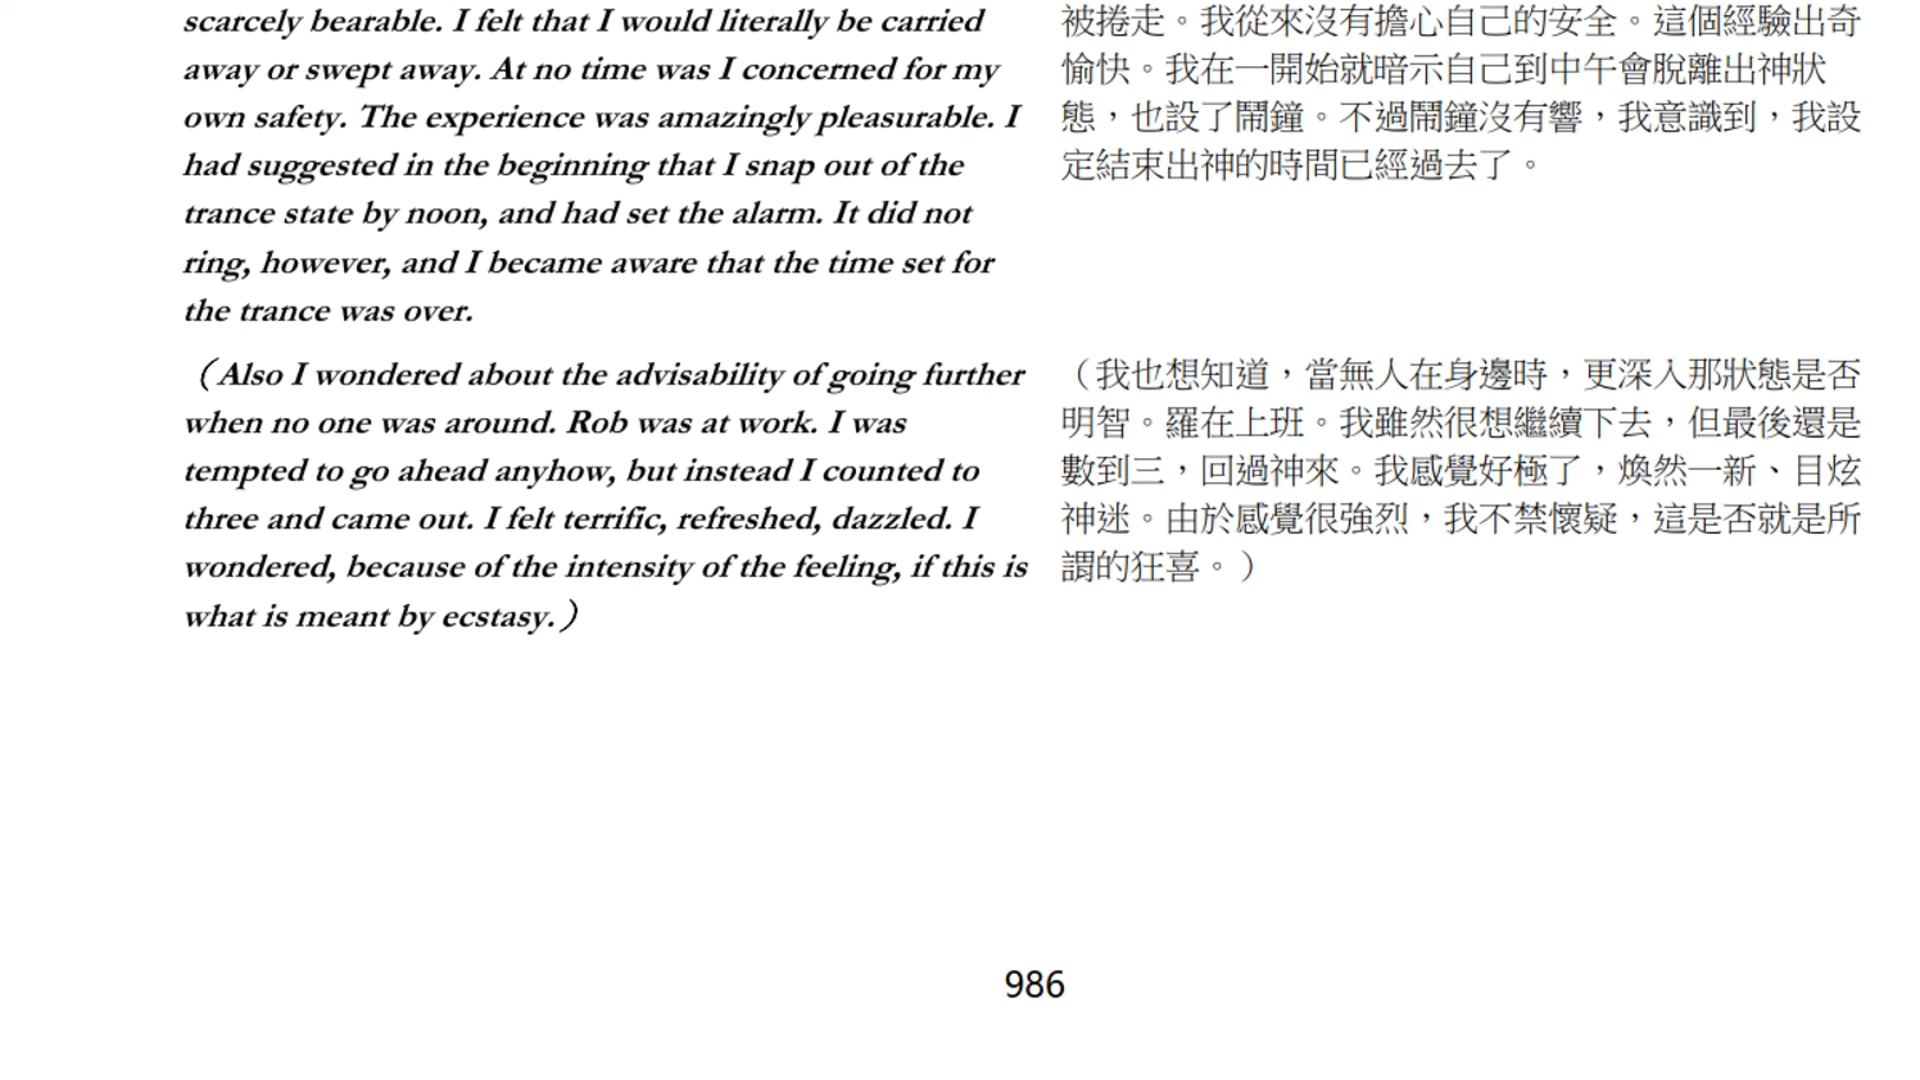 scarcely bearable. I felt that I would literally be carried
away or swept away. At no time was I concerned for my
own safety. The experience was amazingly pleasurable. I
had suggested in the beginning that I snap out of the
trance state by noon, and had set the alarm. It did not
ring, however, and I became aware that the time set for
the trance was over.
（Also I wondered about the advisability of going further
when no one was around. Rob was at work. I was
tempted to go ahead anyhow, but instead I counted to
three and came out. I felt terrific, refreshed, dazzled. I
wondered, because of the intensity of the feeling, if this is
what is meant by ecstasy.）
被捲走。我從來沒有擔心自己的安全。這個經驗出奇
愉快。我在一開始就暗示自己到中午會脫離出神狀
態，也設了鬧鐘。不過鬧鐘沒有響，我意識到，我設
定結束出神的時間已經過去了。
（我也想知道，當無人在身邊時，更深入那狀態是否
明智。羅在上班。我雖然很想繼續下去，但最後還是
數到三，回過神來。我感覺好極了，煥然一新、目炫
神迷。由於感覺很強烈，我不禁懷疑，這是否就是所
謂的狂喜。）
986